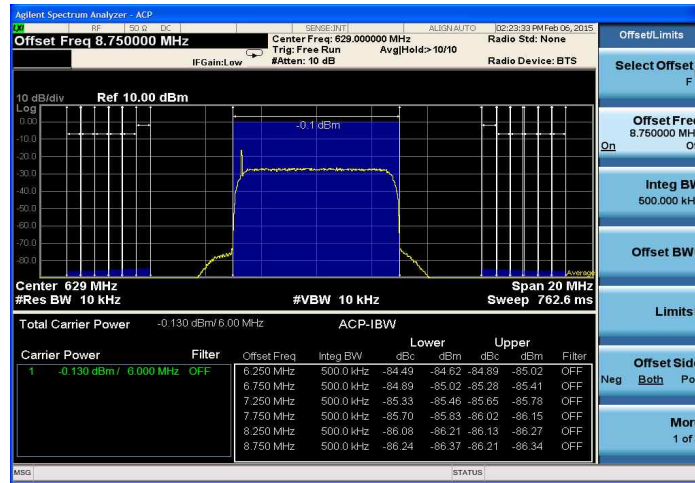 Agilent Spectrum Analyzer - ACP
LXI RF 50 Ω DC SENSE:INT ALIGN AUTO 02:23:33 PM Feb 06, 2015
Offset Freq 8.750000 MHz
Center Freq: 629.000000 MHz
Radio Std: None
Trig: Free Run Avg|Hold:> 10/10
IFGain:Low #Atten: 10 dB Radio Device: BTS
10 dB/div Ref 10.00 dBm
Log
0.00
-10.0
-20.0
-30.0
-40.0
-50.0
-60.0
-70.0
-80.0
-0.1 dBm
Average
Center 629 MHz Span 20 MHz
#Res BW 10 kHz #VBW 10 kHz Sweep 762.6 ms
Total Carrier Power -0.130 dBm/ 6.00 MHz ACP-IBW
Lower Upper
Carrier Power Filter Offset Freq Integ BW dBc dBm dBc dBm Filter
1 -0.130 dBm / 6.000 MHz OFF
6.250 MHz 500.0 kHz -84.49 -84.62 -84.89 -85.02 OFF
6.750 MHz 500.0 kHz -84.89 -85.02 -85.28 -85.41 OFF
7.250 MHz 500.0 kHz -85.33 -85.46 -85.65 -85.78 OFF
7.750 MHz 500.0 kHz -85.70 -85.83 -86.02 -86.15 OFF
8.250 MHz 500.0 kHz -86.08 -86.21 -86.13 -86.27 OFF
8.750 MHz 500.0 kHz -86.24 -86.37 -86.21 -86.34 OFF
MSG STATUS
Offset/Limits
Select Offset
F
Offset Fre
8.750000 MH
On O
Integ BW
500.000 kH
Offset BW
Limits
Offset Sid
Neg Both Po
Mor
1 of